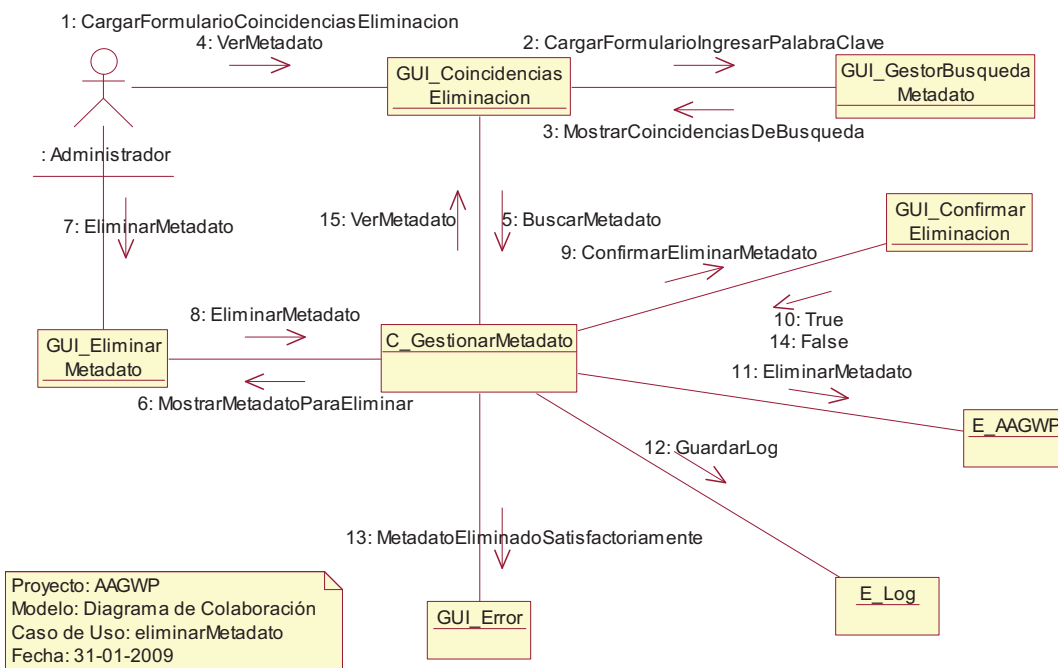 1: CargarFormularioCoincidenciasEliminacion
4: VerMetadato
2: CargarFormularioIngresarPalabraClave
GUI_Coincidencias
Eliminacion
GUI_GestorBusqueda
Metadato
3: MostrarCoincidenciasDeBusqueda
: Administrador
7: EliminarMetadato
15: VerMetadato
5: BuscarMetadato
GUI_Confirmar
Eliminacion
9: ConfirmarEliminarMetadato
8: EliminarMetadato
10: True
14: False
GUI_Eliminar
Metadato
C_GestionarMetadato
11: EliminarMetadato
6: MostrarMetadatoParaEliminar
E_AAGWP
12: GuardarLog
13: MetadatoEliminadoSatisfactoriamente
Proyecto: AAGWP
Modelo: Diagrama de Colaboración
Caso de Uso: eliminarMetadato
Fecha: 31-01-2009
GUI_Error
E_Log